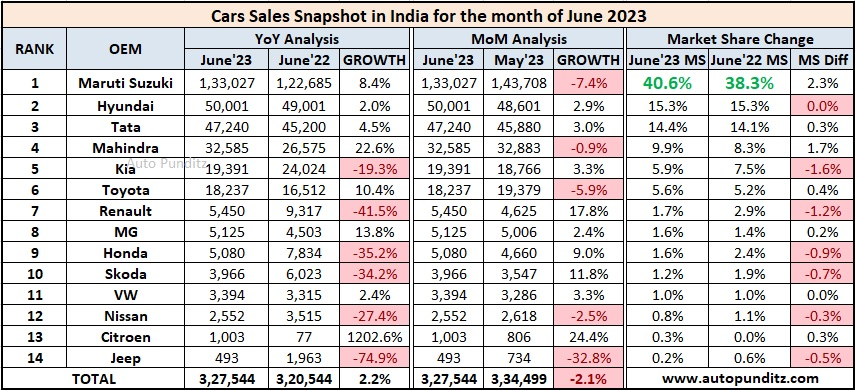 Cars Sales Snapshot in India for the month of June 2023
RANK OEM YoY Analysis MoM Analysis Market Share Change
June'23 June'22 GROWTH June'23 May'23 GROWTH June'23 MS June'22 MS MS Diff
1 Maruti Suzuki 1,33,027 1,22,685 8.4% 1,33,027 1,43,708 -7.4% 40.6% 38.3% 2.3%
2 Hyundai 50,001 49,001 2.0% 50,001 48,601 2.9% 15.3% 15.3% 0.0%
3 Tata 47,240 45,200 4.5% 47,240 45,880 3.0% 14.4% 14.1% 0.3%
4 Mahindra 32,585 26,575 22.6% 32,585 32,883 -0.9% 9.9% 8.3% 1.7%
Auto Punditz
5 Kia 19,391 24,024 -19.3% 19,391 18,766 3.3% 5.9% 7.5% -1.6%
6 Toyota 18,237 16,512 10.4% 18,237 19,379 -5.9% 5.6% 5.2% 0.4%
7 Renault 5,450 9,317 -41.5% 5,450 4,625 17.8% 1.7% 2.9% -1.2%
8 MG 5,125 4,503 13.8% 5,125 5,006 2.4% 1.6% 1.4% 0.2%
9 Honda 5,080 7,834 -35.2% 5,080 4,660 9.0% 1.6% 2.4% -0.9%
10 Skoda 3,966 6,023 -34.2% 3,966 3,547 11.8% 1.2% 1.9% -0.7%
11 VW 3,394 3,315 2.4% 3,394 3,286 3.3% 1.0% 1.0% 0.0%
12 Nissan 2,552 3,515 -27.4% 2,552 2,618 -2.5% 0.8% 1.1% -0.3%
13 Citroen 1,003 77 1202.6% 1,003 806 24.4% 0.3% 0.0% 0.3%
14 Jeep 493 1,963 -74.9% 493 734 -32.8% 0.2% 0.6% -0.5%
TOTAL 3,27,544 3,20,544 2.2% 3,27,544 3,34,499 -2.1% www.autopunditz.com